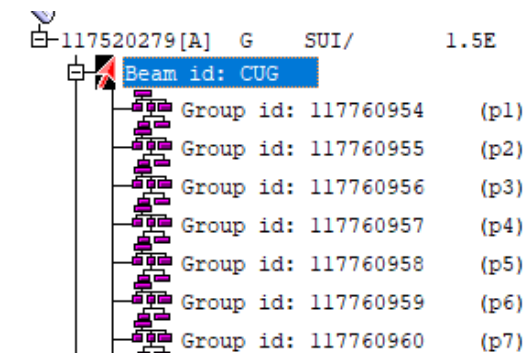 117520279[A] G SUI/ 1.5E
Beam id: CUG
Group id: 117760954 (p1)
Group id: 117760955 (p2)
Group id: 117760956 (p3)
Group id: 117760957 (p4)
Group id: 117760958 (p5)
Group id: 117760959 (p6)
Group id: 117760960 (p7)